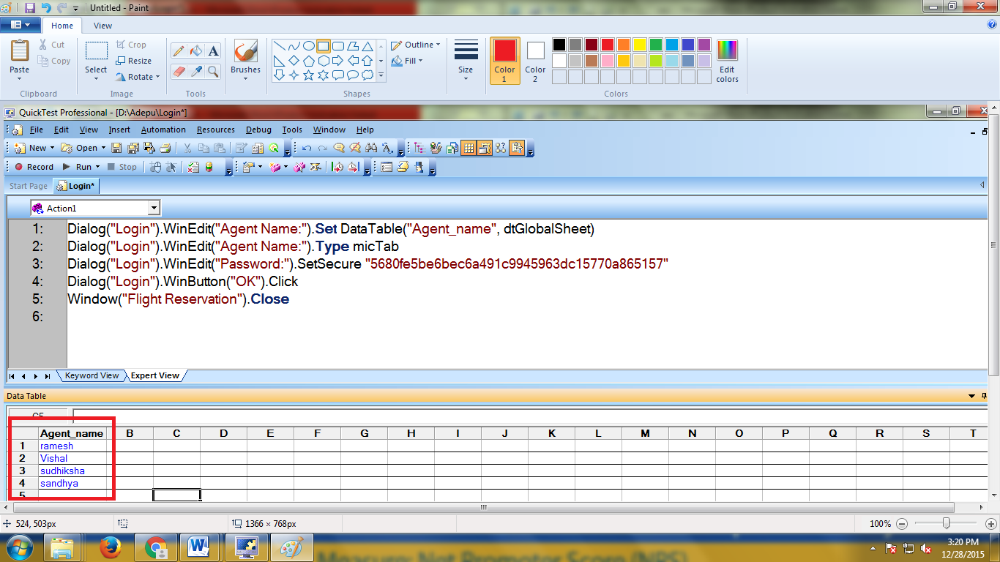 Untitled - Paint
Home View
Cut
Copy
Paste
Clipboard
Crop
Resize
Rotate
Select
Image
A
Tools
Brushes
Outline
Fill
Shapes
Size
Color 1
Color 2
Edit colors
Colors
QuickTest Professional - [D:\Adepu\Login*]
File Edit View Insert Automation Resources Debug Tools Window Help
New Open
Record Run Stop
Start Page Login*
Action1
1: Dialog("Login").WinEdit("Agent Name:").Set DataTable("Agent_name", dtGlobalSheet)
2: Dialog("Login").WinEdit("Agent Name:").Type micTab
3: Dialog("Login").WinEdit("Password:").SetSecure "5680fe5be6bec6a491c9945963dc15770a865157"
4: Dialog("Login").WinButton("OK").Click
5: Window("Flight Reservation").Close
6:
Keyword View Expert View
Data Table
C5
Agent_name B C D E F G H I J K L M N O P Q R S T
1 ramesh
2 Vishal
3 sudhiksha
4 sandhya
5
524, 503px 1366 × 768px 100%
Measure Net Promoter Score (NPS)
3:20 PM
12/28/2015